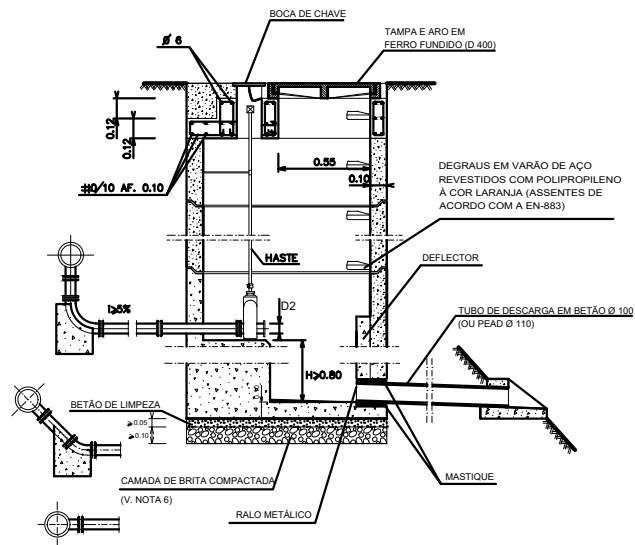 BOCA DE CHAVE
Ø 6
TAMPA E ARO EM
FERRO FUNDIDO (D 400)
0.12
0.12
0.55
0.10
#Ø/10 AF. 0.10
DEGRAUS EM VARÃO DE AÇO
REVESTIDOS COM POLIPROPILENO
À COR LARANJA (ASSENTES DE
ACORDO COM A EN-883)
HASTE
DEFLECTOR
I≥5%
D2
TUBO DE DESCARGA EM BETÃO Ø 100
(OU PEAD Ø 110)
H≥0.80
BETÃO DE LIMPEZA
≥0.05
≥0.10
CAMADA DE BRITA COMPACTADA
(V. NOTA 6)
MASTIQUE
RALO METÁLICO